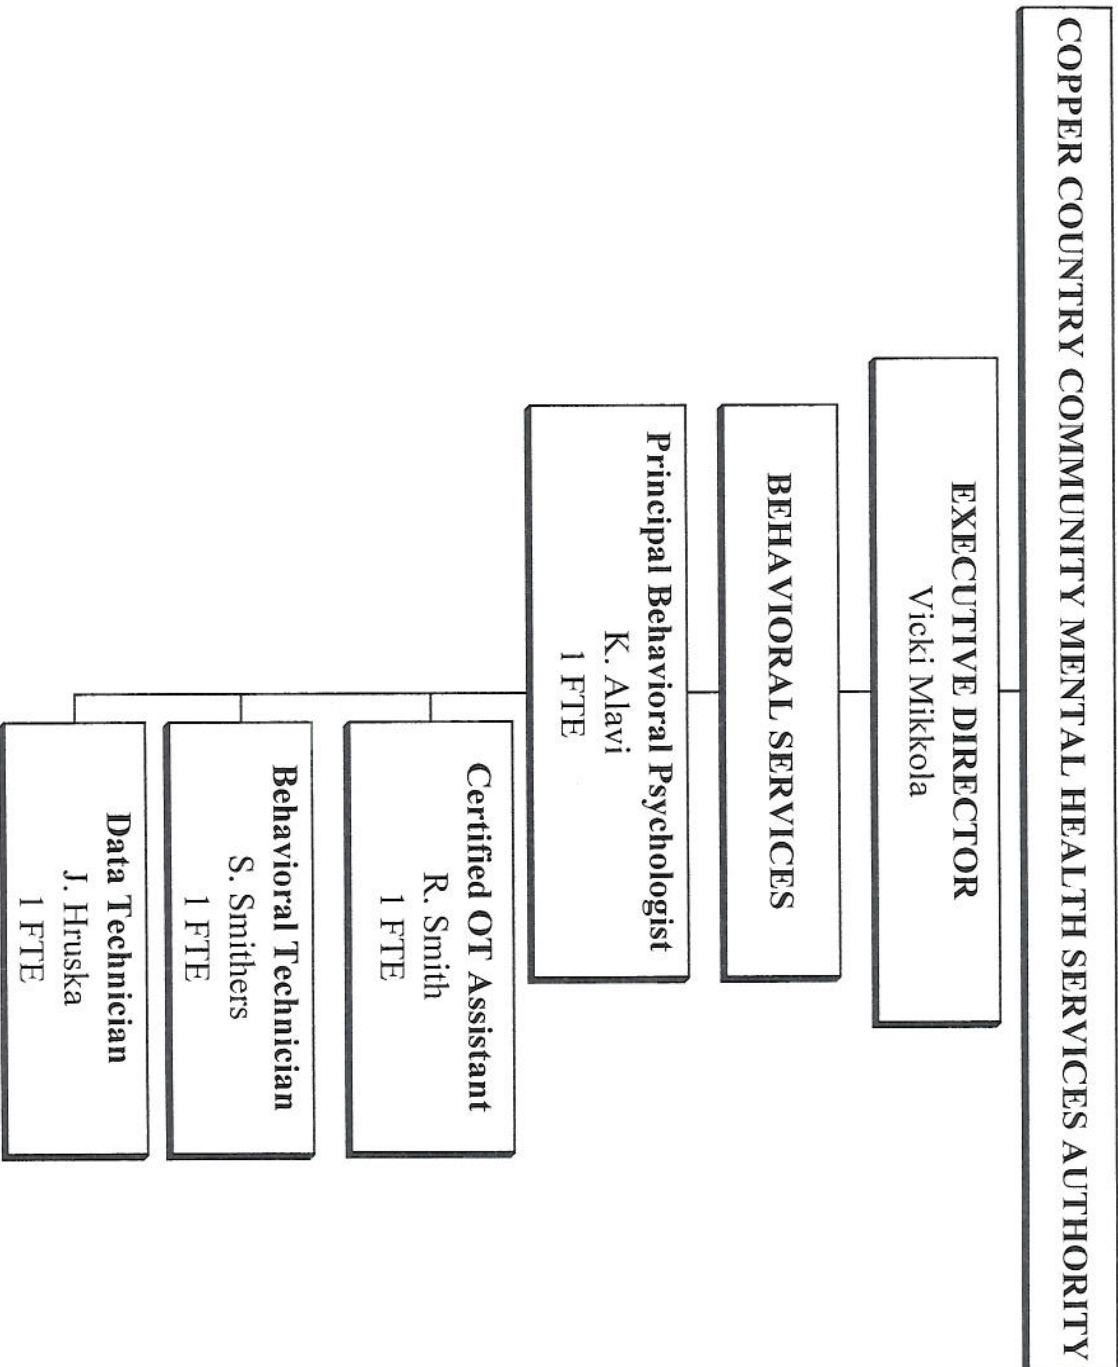 COPPER COUNTRY COMMUNITY MENTAL HEALTH SERVICES AUTHORITY
EXECUTIVE DIRECTOR
Vicki Mikkola
BEHAVIORAL SERVICES
Principal Behavioral Psychologist
K. Alavi
1 FTE
Certified OT Assistant
R. Smith
1 FTE
Behavioral Technician
S. Smithers
1 FTE
Data Technician
J. Hruska
1 FTE